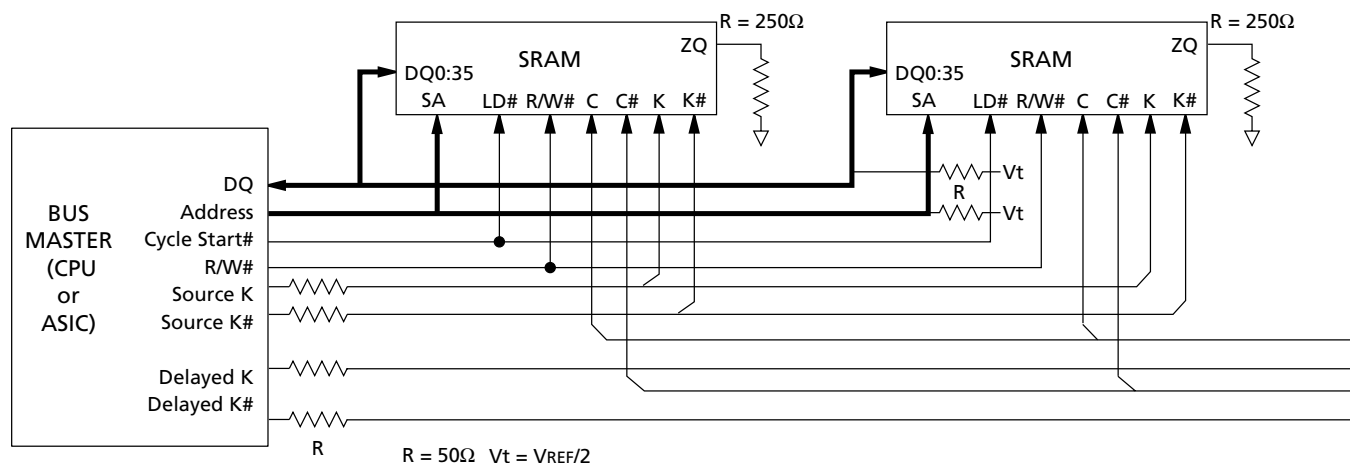 R = 250Ω
ZQ
SRAM
DQ0:35
SA LD# R/W# C C# K K#
R = 250Ω
ZQ
SRAM
DQ0:35
SA LD# R/W# C C# K K#
BUS
MASTER
(CPU
or
ASIC)
DQ
Address
Cycle Start#
R/W#
Source K
Source K#
Delayed K
Delayed K#
Vt
R
Vt
R
R = 50Ω Vt = VREF/2